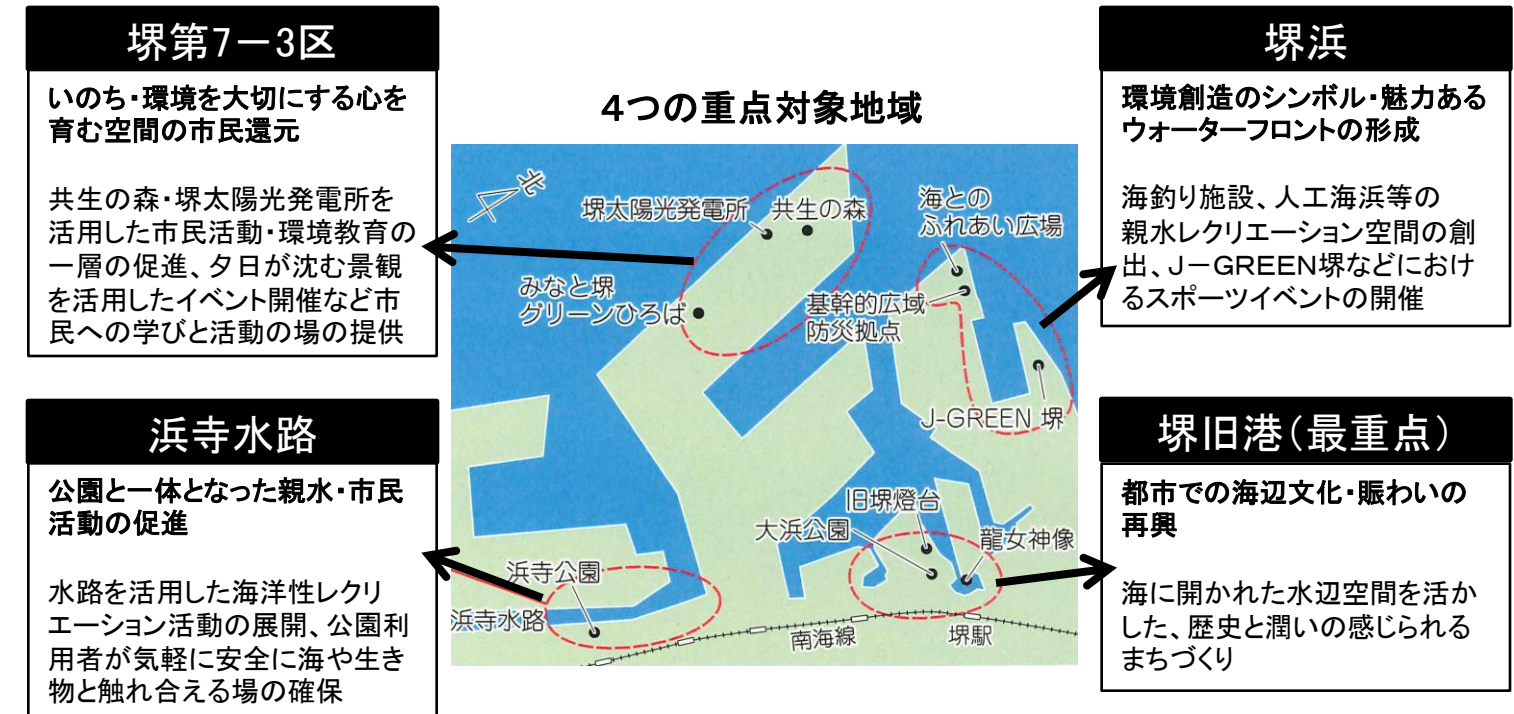 堺第7－3区
いのち・環境を大切にする心を
育む空間の市民還元
共生の森・堺太陽光発電所を
活用した市民活動・環境教育の
一層の促進、夕日が沈む景観
を活用したイベント開催など市
民への学びと活動の場の提供
浜寺水路
公園と一体となった親水・市民
活動の促進
水路を活用した海洋性レクリ
エーション活動の展開、公園利
用者が気軽に安全に海や生き
物と触れ合える場の確保
４つの重点対象地域
北
堺太陽光発電所
共生の森
海との
ふれあい広場
みなと堺
グリーンひろば
基幹的広域
防災拠点
J-GREEN 堺
旧堺燈台
大浜公園
龍女神像
浜寺公園
浜寺水路
南海線
堺駅
堺浜
環境創造のシンボル・魅力ある
ウォーターフロントの形成
海釣り施設、人工海浜等の
親水レクリエーション空間の創
出、Ｊ－ＧＲＥＥＮ堺などにおけ
るスポーツイベントの開催
堺旧港（最重点）
都市での海辺文化・賑わいの
再興
海に開かれた水辺空間を活か
した、歴史と潤いの感じられる
まちづくり